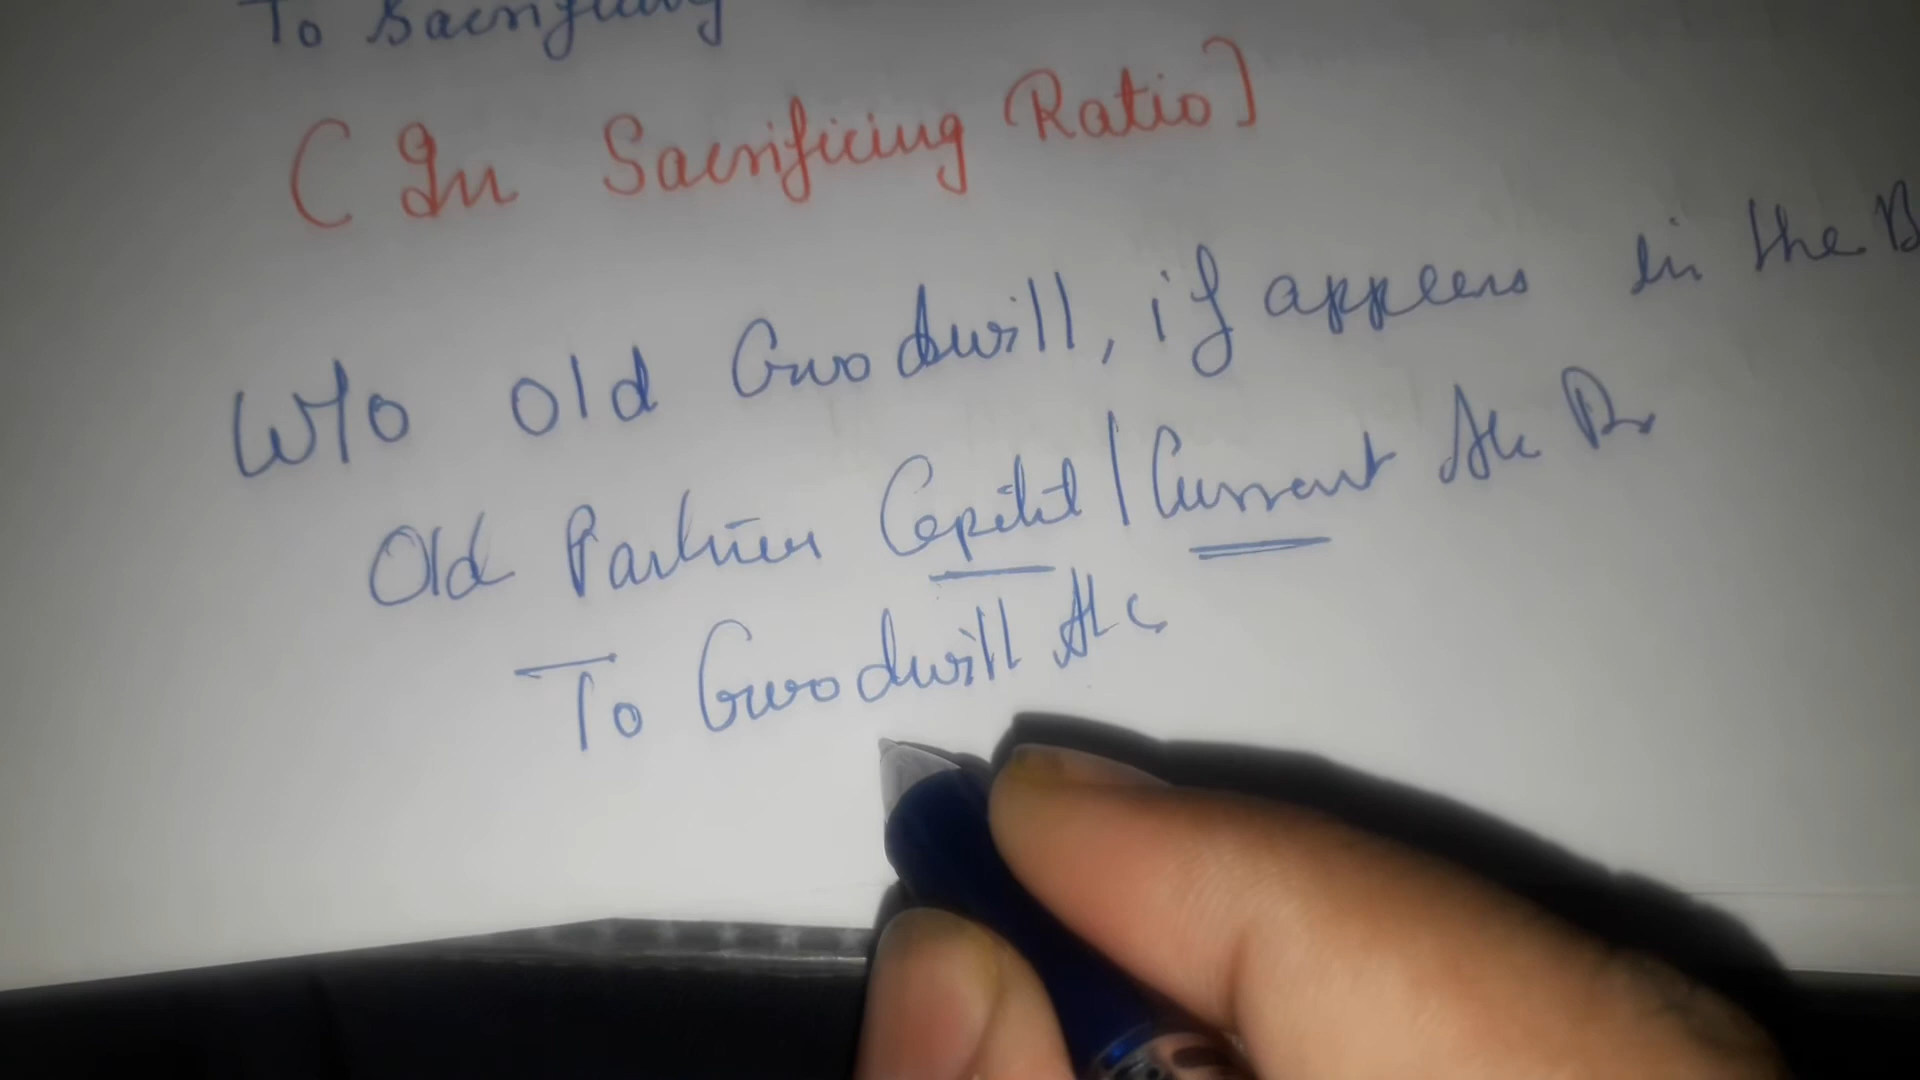 To Sacrificing
( In Sacrificing Ratio ]
W/o Old Goodwill, if appears in the B
Old Partner Capital / Current A/c Dr
To Goodwill A/c